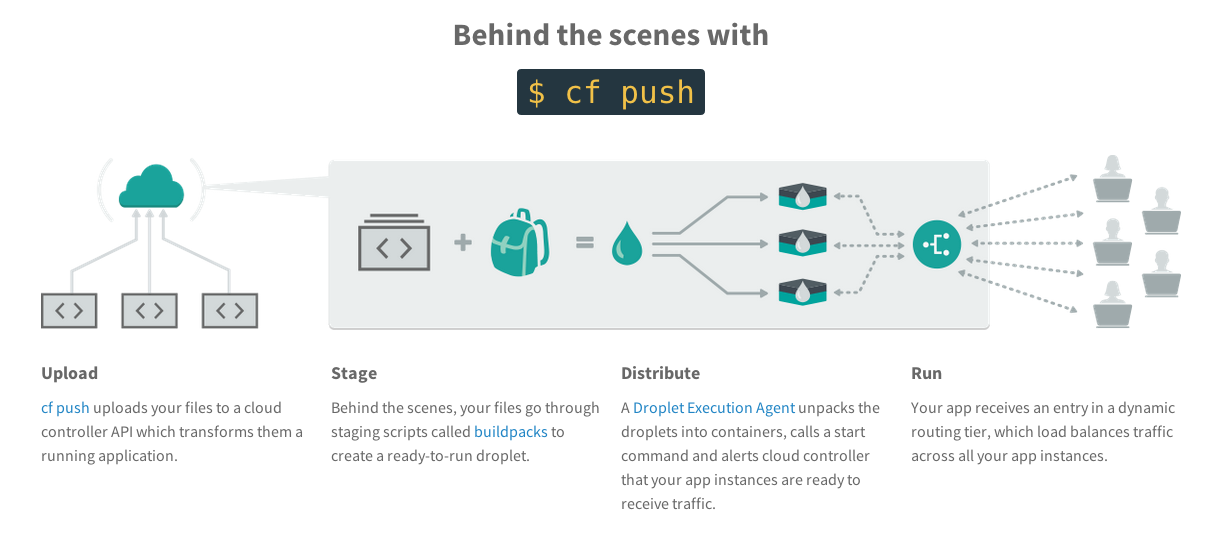 Behind the scenes with
$ cf push
Upload
cf push uploads your files to a cloud
controller API which transforms them a
running application.
Stage
Behind the scenes, your files go through
staging scripts called buildpacks to
create a ready-to-run droplet.
Distribute
A Droplet Execution Agent unpacks the
droplets into containers, calls a start
command and alerts cloud controller
that your app instances are ready to
receive traffic.
Run
Your app receives an entry in a dynamic
routing tier, which load balances traffic
across all your app instances.